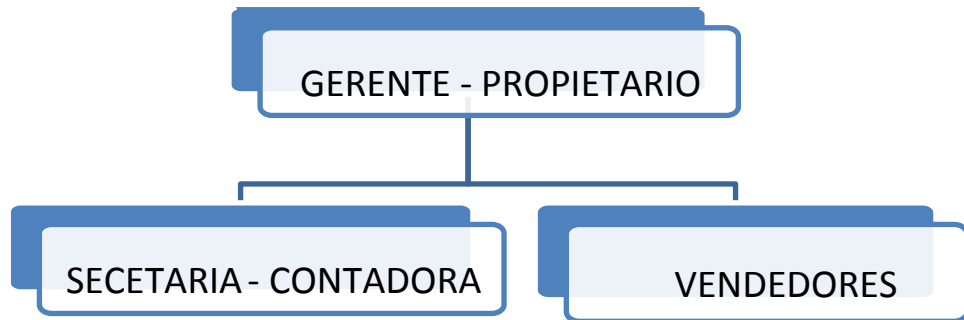 GERENTE - PROPIETARIO
SECETARIA - CONTADORA
VENDEDORES